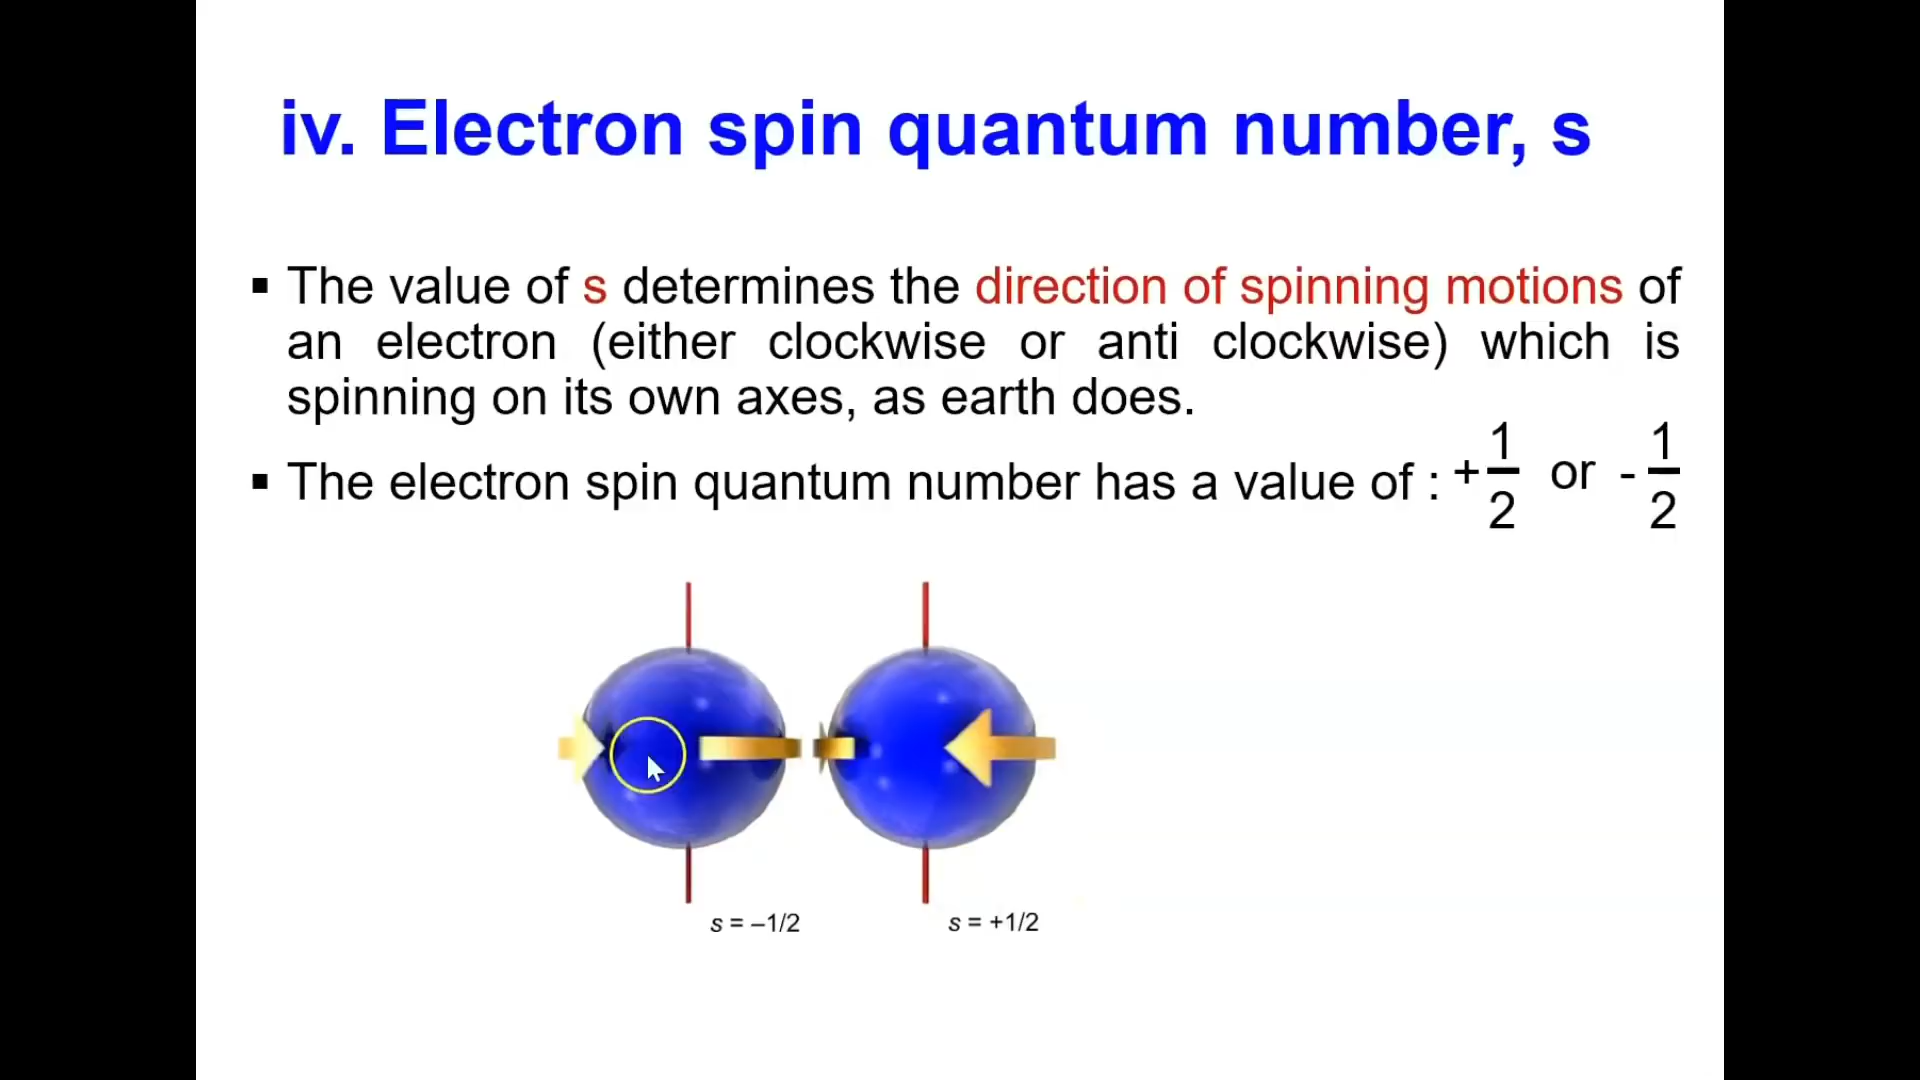 iv. Electron spin quantum number, s
▪ The value of s determines the direction of spinning motions of
an electron (either clockwise or anti clockwise) which is
spinning on its own axes, as earth does.
▪ The electron spin quantum number has a value of : +1/2 or -1/2
s = –1/2
s = +1/2